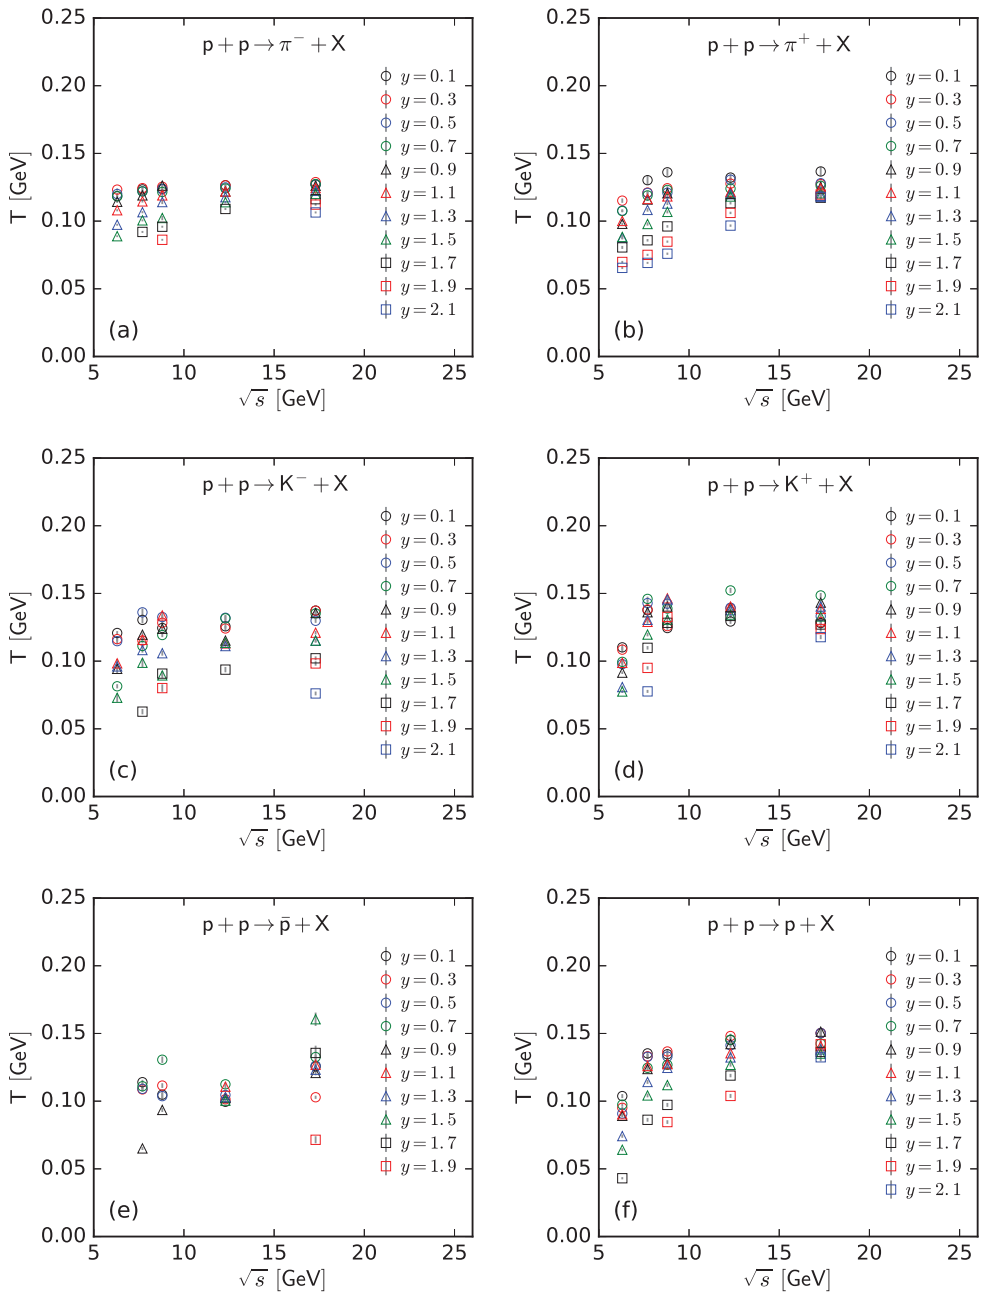 p + p → π⁻ + X
y = 0.1
y = 0.3
y = 0.5
y = 0.7
y = 0.9
y = 1.1
y = 1.3
y = 1.5
y = 1.7
y = 1.9
y = 2.1
(a)
T [GeV]
0.25
0.20
0.15
0.10
0.05
0.00
5 10 15 20 25
√s [GeV]
p + p → π⁺ + X
y = 0.1
y = 0.3
y = 0.5
y = 0.7
y = 0.9
y = 1.1
y = 1.3
y = 1.5
y = 1.7
y = 1.9
y = 2.1
(b)
T [GeV]
0.25
0.20
0.15
0.10
0.05
0.00
5 10 15 20 25
√s [GeV]
p + p → K⁻ + X
y = 0.1
y = 0.3
y = 0.5
y = 0.7
y = 0.9
y = 1.1
y = 1.3
y = 1.5
y = 1.7
y = 1.9
y = 2.1
(c)
T [GeV]
0.25
0.20
0.15
0.10
0.05
0.00
5 10 15 20 25
√s [GeV]
p + p → K⁺ + X
y = 0.1
y = 0.3
y = 0.5
y = 0.7
y = 0.9
y = 1.1
y = 1.3
y = 1.5
y = 1.7
y = 1.9
y = 2.1
(d)
T [GeV]
0.25
0.20
0.15
0.10
0.05
0.00
5 10 15 20 25
√s [GeV]
p + p → p̄ + X
y = 0.1
y = 0.3
y = 0.5
y = 0.7
y = 0.9
y = 1.1
y = 1.3
y = 1.5
y = 1.7
y = 1.9
(e)
T [GeV]
0.25
0.20
0.15
0.10
0.05
0.00
5 10 15 20 25
√s [GeV]
p + p → p + X
y = 0.1
y = 0.3
y = 0.5
y = 0.7
y = 0.9
y = 1.1
y = 1.3
y = 1.5
y = 1.7
y = 1.9
y = 2.1
(f)
T [GeV]
0.25
0.20
0.15
0.10
0.05
0.00
5 10 15 20 25
√s [GeV]